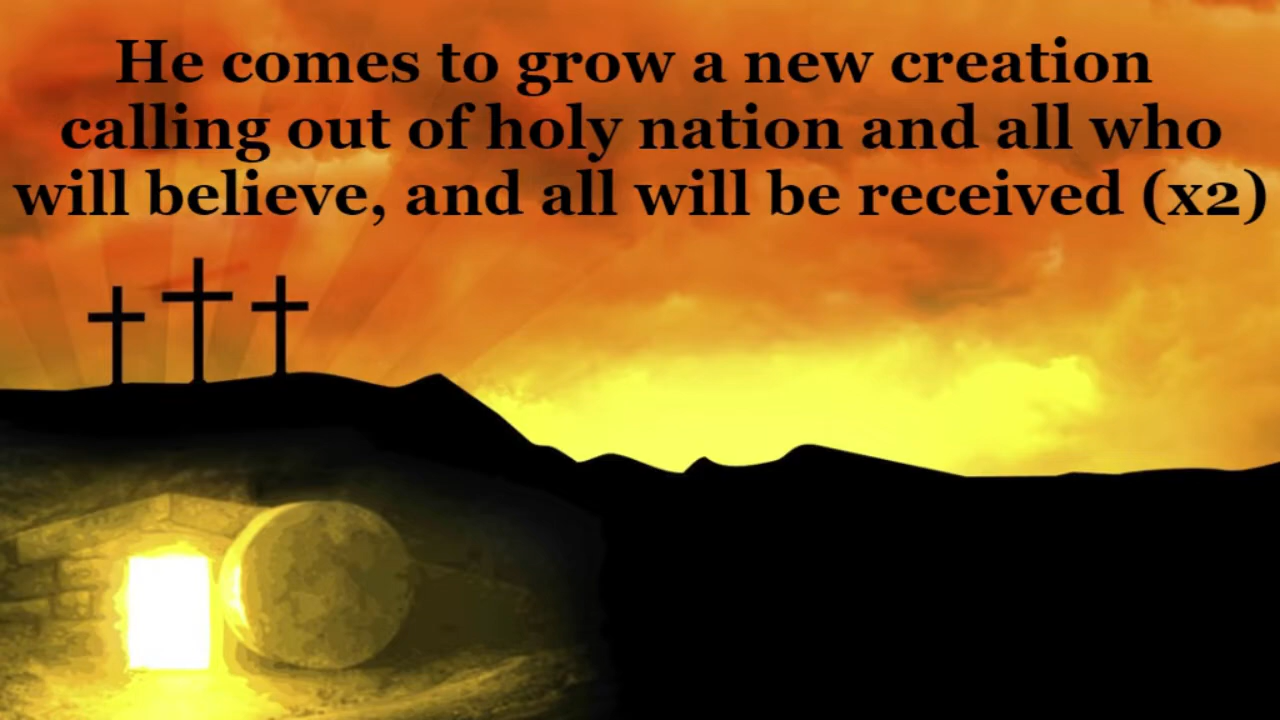 He comes to grow a new creation
calling out of holy nation and all who
will believe, and all will be received (x2)